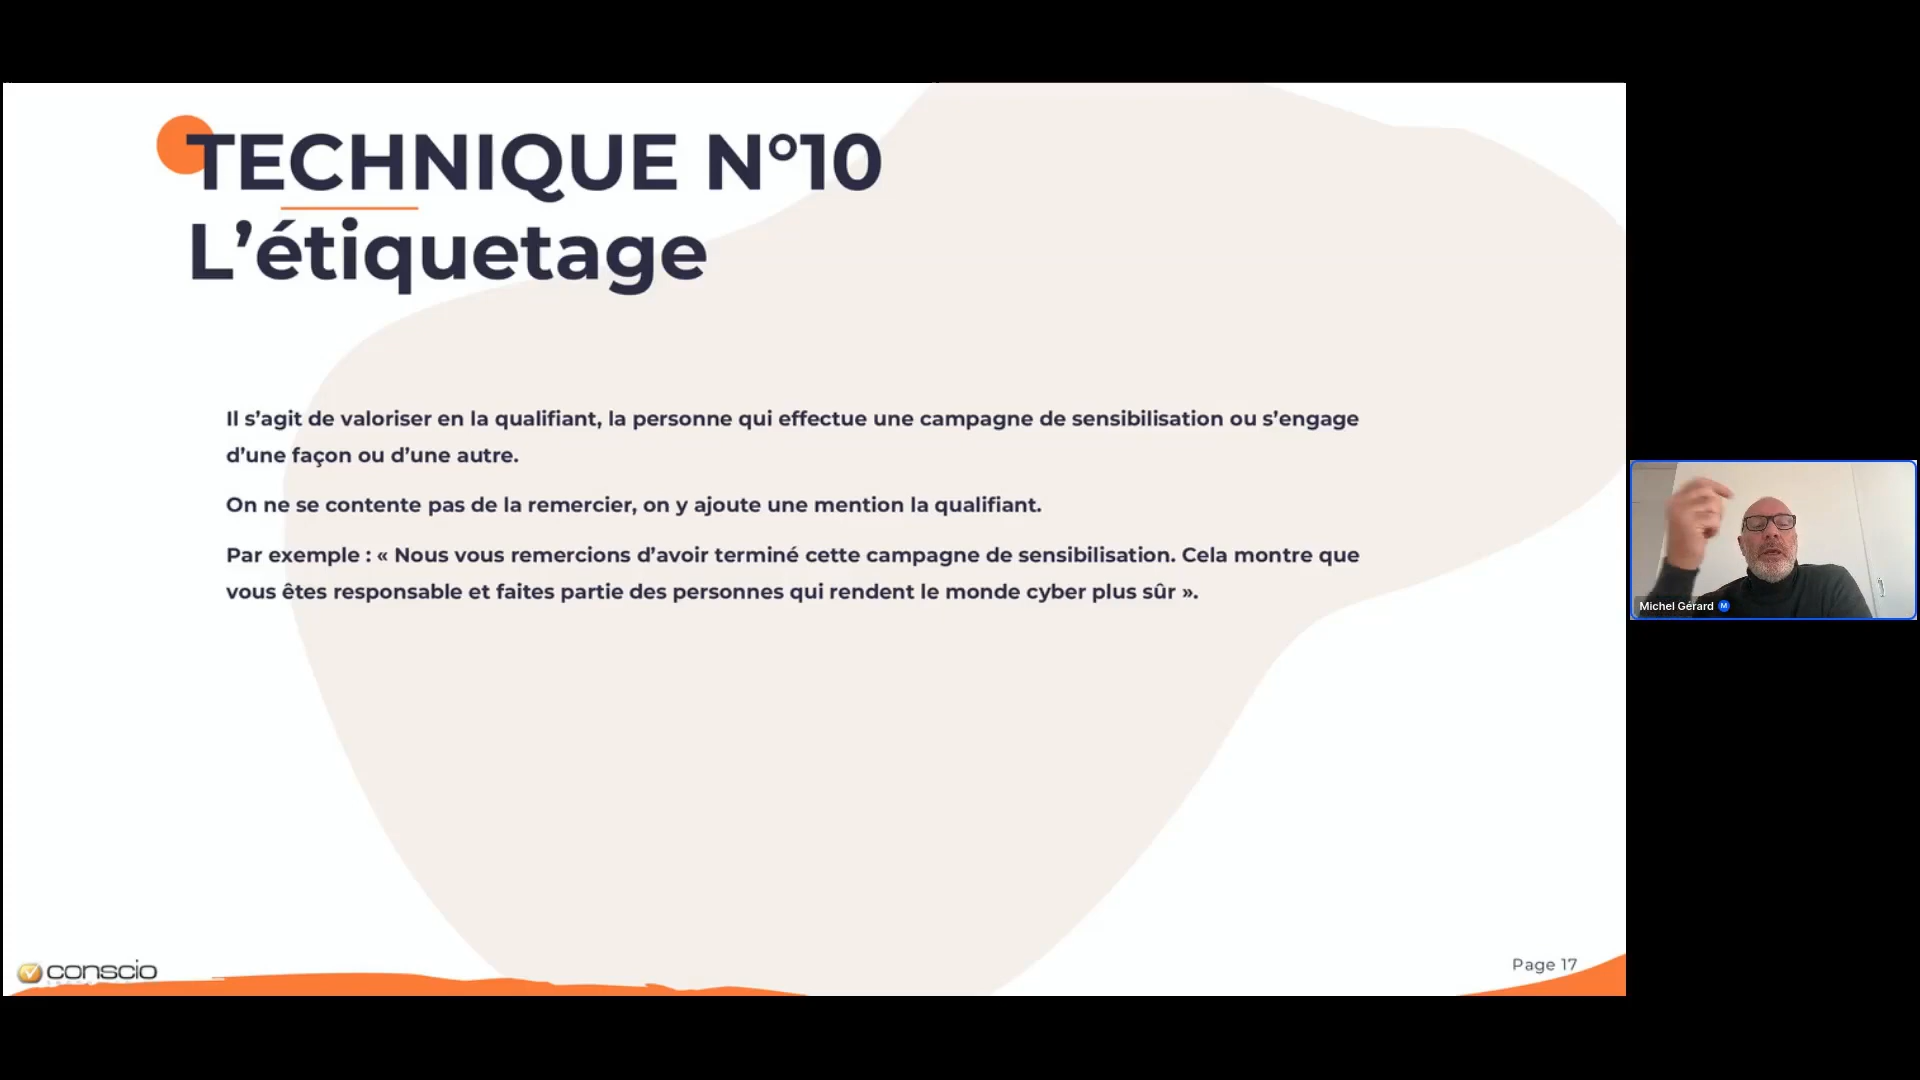 TECHNIQUE N°10
L’étiquetage
Il s’agit de valoriser en la qualifiant, la personne qui effectue une campagne de sensibilisation ou s’engage
d’une façon ou d’une autre.
On ne se contente pas de la remercier, on y ajoute une mention la qualifiant.
Par exemple : « Nous vous remercions d’avoir terminé cette campagne de sensibilisation. Cela montre que
vous êtes responsable et faites partie des personnes qui rendent le monde cyber plus sûr ».
Michel Gérard M
conscio
Page 17